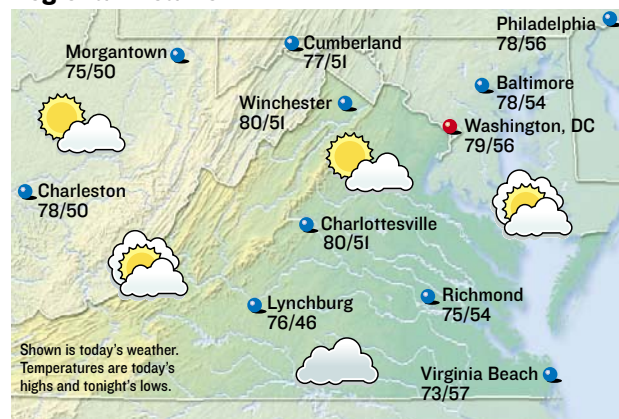 Philadelphia
78/56
Morgantown
75/50
Cumberland
77/51
Baltimore
78/54
Winchester
80/51
Washington, DC
79/56
Charleston
78/50
Charlottesville
80/51
Lynchburg
76/46
Richmond
75/54
Shown is today's weather.
Temperatures are today's
highs and tonight's lows.
Virginia Beach
73/57